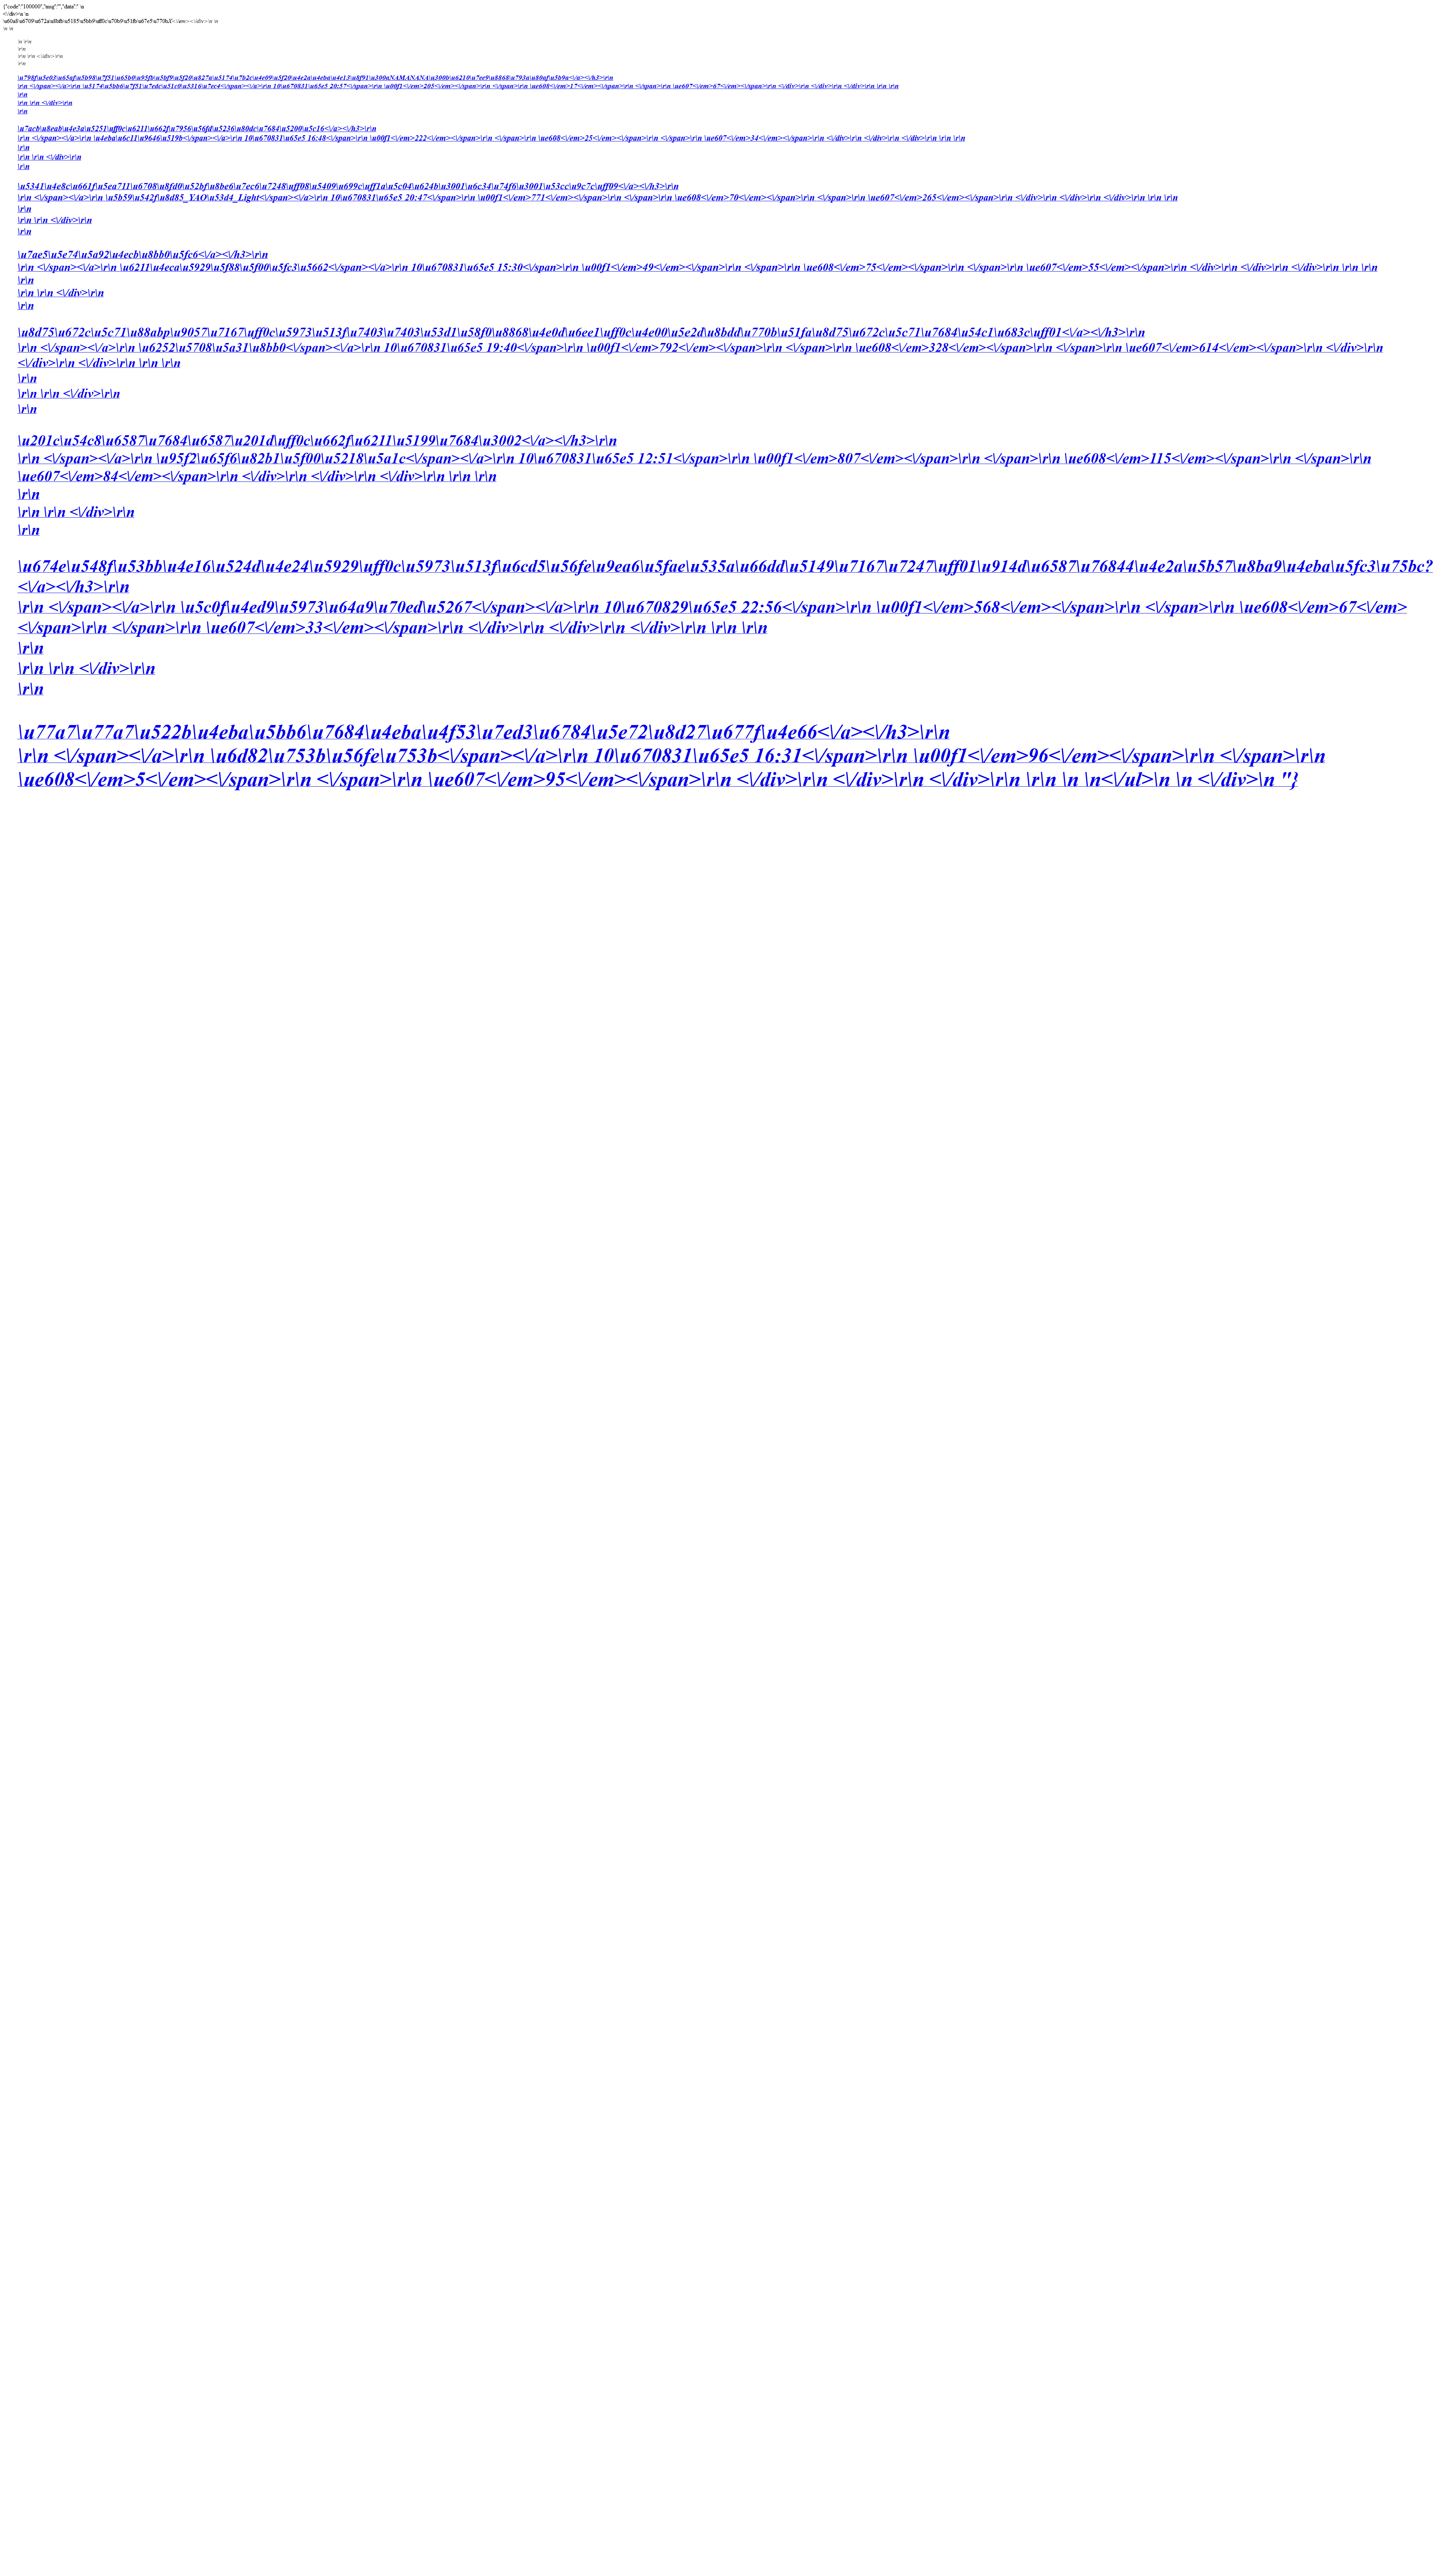 {"code":"100000","msg":"","data":" \n
<\/div>\n \n
\u60a8\u6709\u672a\u8bfb\u5185\u5bb9\uff0c\u70b9\u51fb\u67e5\u770bX<\/em><\/div>\n \n
\n \n
\n \r\n
\r\n
\r\n \r\n <\/div>\r\n
\r\n
\u798f\u5e03\u65af\u5b98\u7f51\u65b0\u95fb\u5bf9\u5f20\u827a\u5174\u7b2c\u4e09\u5f20\u4e2a\u4eba\u4e13\u8f91\u300aNAMANANA\u300b\u6210\u7ee9\u8868\u793a\u80af\u5b9a<\/a><\/h3>\r\n
\r\n <\/span><\/a>\r\n \u5174\u5bb6\u7f51\u7edc\u51c0\u5316\u7ec4<\/span><\/a>\r\n 10\u670831\u65e5 20:57<\/span>\r\n \u00f1<\/em>205<\/em><\/span>\r\n <\/span>\r\n \ue608<\/em>17<\/em><\/span>\r\n <\/span>\r\n \ue607<\/em>67<\/em><\/span>\r\n <\/div>\r\n <\/div>\r\n <\/div>\r\n \r\n \r\n
\r\n
\r\n \r\n <\/div>\r\n
\r\n
\u7acb\u8eab\u4e3a\u5251\uff0c\u6211\u662f\u7956\u56fd\u5236\u80dc\u7684\u5200\u5c16<\/a><\/h3>\r\n
\r\n <\/span><\/a>\r\n \u4eba\u6c11\u9646\u519b<\/span><\/a>\r\n 10\u670831\u65e5 16:48<\/span>\r\n \u00f1<\/em>222<\/em><\/span>\r\n <\/span>\r\n \ue608<\/em>25<\/em><\/span>\r\n <\/span>\r\n \ue607<\/em>34<\/em><\/span>\r\n <\/div>\r\n <\/div>\r\n <\/div>\r\n \r\n \r\n
\r\n
\r\n \r\n <\/div>\r\n
\r\n
\u5341\u4e8c\u661f\u5ea711\u6708\u8fd0\u52bf\u8be6\u7ec6\u7248\uff08\u5409\u699c\uff1a\u5c04\u624b\u3001\u6c34\u74f6\u3001\u53cc\u9c7c\uff09<\/a><\/h3>\r\n
\r\n <\/span><\/a>\r\n \u5b59\u542f\u8d85_YAO\u53d4_Light<\/span><\/a>\r\n 10\u670831\u65e5 20:47<\/span>\r\n \u00f1<\/em>771<\/em><\/span>\r\n <\/span>\r\n \ue608<\/em>70<\/em><\/span>\r\n <\/span>\r\n \ue607<\/em>265<\/em><\/span>\r\n <\/div>\r\n <\/div>\r\n <\/div>\r\n \r\n \r\n
\r\n
\r\n \r\n <\/div>\r\n
\r\n
\u7ae5\u5e74\u5a92\u4ecb\u8bb0\u5fc6<\/a><\/h3>\r\n
\r\n <\/span><\/a>\r\n \u6211\u4eca\u5929\u5f88\u5f00\u5fc3\u5662<\/span><\/a>\r\n 10\u670831\u65e5 15:30<\/span>\r\n \u00f1<\/em>49<\/em><\/span>\r\n <\/span>\r\n \ue608<\/em>75<\/em><\/span>\r\n <\/span>\r\n \ue607<\/em>55<\/em><\/span>\r\n <\/div>\r\n <\/div>\r\n <\/div>\r\n \r\n \r\n
\r\n
\r\n \r\n <\/div>\r\n
\r\n
\u8d75\u672c\u5c71\u88abp\u9057\u7167\uff0c\u5973\u513f\u7403\u7403\u53d1\u58f0\u8868\u4e0d\u6ee1\uff0c\u4e00\u5e2d\u8bdd\u770b\u51fa\u8d75\u672c\u5c71\u7684\u54c1\u683c\uff01<\/a><\/h3>\r\n
\r\n <\/span><\/a>\r\n \u6252\u5708\u5a31\u8bb0<\/span><\/a>\r\n 10\u670831\u65e5 19:40<\/span>\r\n \u00f1<\/em>792<\/em><\/span>\r\n <\/span>\r\n \ue608<\/em>328<\/em><\/span>\r\n <\/span>\r\n \ue607<\/em>614<\/em><\/span>\r\n <\/div>\r\n
<\/div>\r\n <\/div>\r\n \r\n \r\n
\r\n
\r\n \r\n <\/div>\r\n
\r\n
\u201c\u54c8\u6587\u7684\u6587\u201d\uff0c\u662f\u6211\u5199\u7684\u3002<\/a><\/h3>\r\n
\r\n <\/span><\/a>\r\n \u95f2\u65f6\u82b1\u5f00\u5218\u5a1c<\/span><\/a>\r\n 10\u670831\u65e5 12:51<\/span>\r\n \u00f1<\/em>807<\/em><\/span>\r\n <\/span>\r\n \ue608<\/em>115<\/em><\/span>\r\n <\/span>\r\n
\ue607<\/em>84<\/em><\/span>\r\n <\/div>\r\n <\/div>\r\n <\/div>\r\n \r\n \r\n
\r\n
\r\n \r\n <\/div>\r\n
\r\n
\u674e\u548f\u53bb\u4e16\u524d\u4e24\u5929\uff0c\u5973\u513f\u6cd5\u56fe\u9ea6\u5fae\u535a\u66dd\u5149\u7167\u7247\uff01\u914d\u6587\u76844\u4e2a\u5b57\u8ba9\u4eba\u5fc3\u75bc?
<\/a><\/h3>\r\n
\r\n <\/span><\/a>\r\n \u5c0f\u4ed9\u5973\u64a9\u70ed\u5267<\/span><\/a>\r\n 10\u670829\u65e5 22:56<\/span>\r\n \u00f1<\/em>568<\/em><\/span>\r\n <\/span>\r\n \ue608<\/em>67<\/em>
<\/span>\r\n <\/span>\r\n \ue607<\/em>33<\/em><\/span>\r\n <\/div>\r\n <\/div>\r\n <\/div>\r\n \r\n \r\n
\r\n
\r\n \r\n <\/div>\r\n
\r\n
\u77a7\u77a7\u522b\u4eba\u5bb6\u7684\u4eba\u4f53\u7ed3\u6784\u5e72\u8d27\u677f\u4e66<\/a><\/h3>\r\n
\r\n <\/span><\/a>\r\n \u6d82\u753b\u56fe\u753b<\/span><\/a>\r\n 10\u670831\u65e5 16:31<\/span>\r\n \u00f1<\/em>96<\/em><\/span>\r\n <\/span>\r\n
\ue608<\/em>5<\/em><\/span>\r\n <\/span>\r\n \ue607<\/em>95<\/em><\/span>\r\n <\/div>\r\n <\/div>\r\n <\/div>\r\n \r\n \n \n<\/ul>\n \n <\/div>\n "}